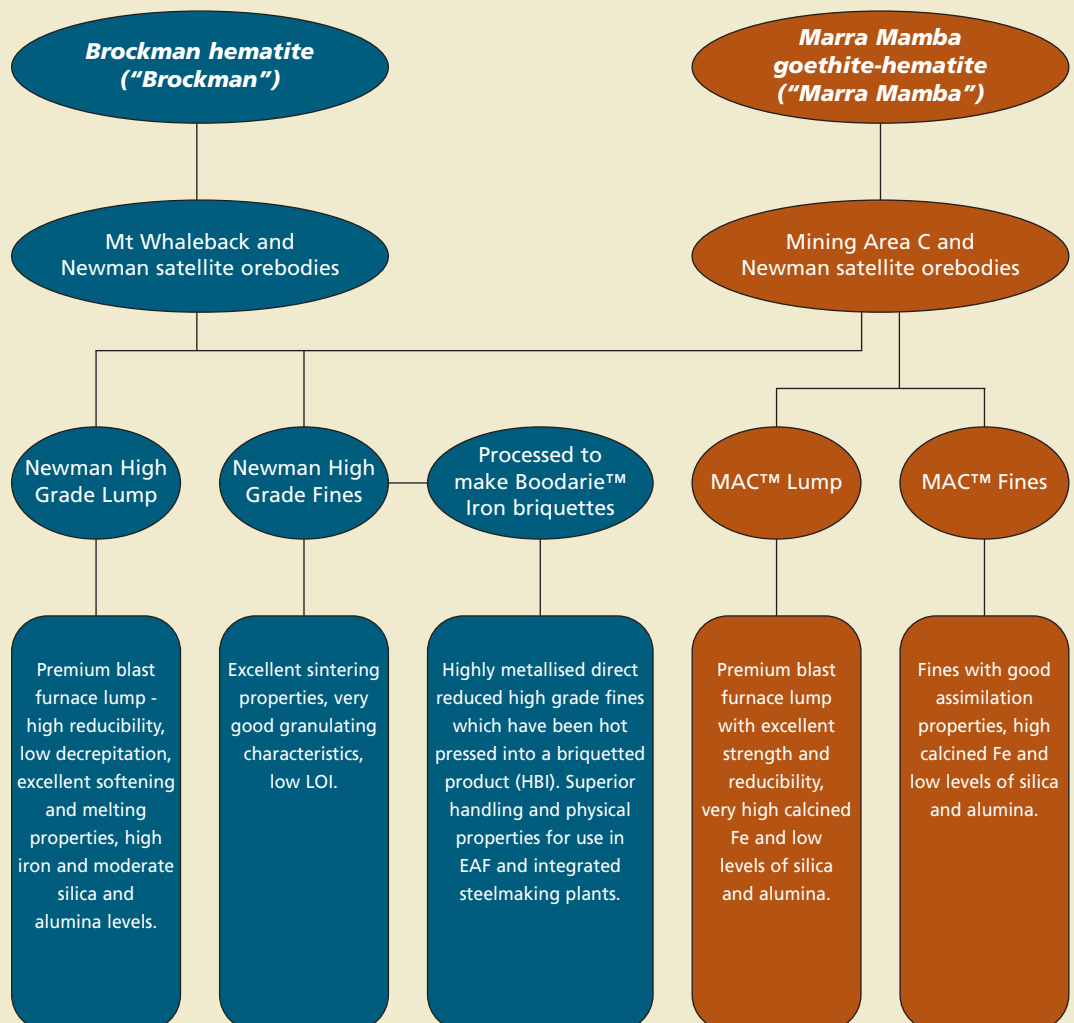 Brockman hematite
(“Brockman”)
Marra Mamba
goethite-hematite
(“Marra Mamba”)
Mt Whaleback and
Newman satellite orebodies
Mining Area C and
Newman satellite orebodies
Newman High
Grade Lump
Newman High
Grade Fines
Processed to
make Boodarie™
Iron briquettes
MAC™ Lump
MAC™ Fines
Premium blast
furnace lump -
high reducibility,
low decrepitation,
excellent softening
and melting
properties, high
iron and moderate
silica and
alumina levels.
Excellent sintering
properties, very
good granulating
characteristics,
low LOI.
Highly metallised direct
reduced high grade fines
which have been hot
pressed into a briquetted
product (HBI). Superior
handling and physical
properties for use in
EAF and integrated
steelmaking plants.
Premium blast
furnace lump
with excellent
strength and
reducibility,
very high calcined
Fe and low
levels of silica
and alumina.
Fines with good
assimilation
properties, high
calcined Fe and
low levels of silica
and alumina.